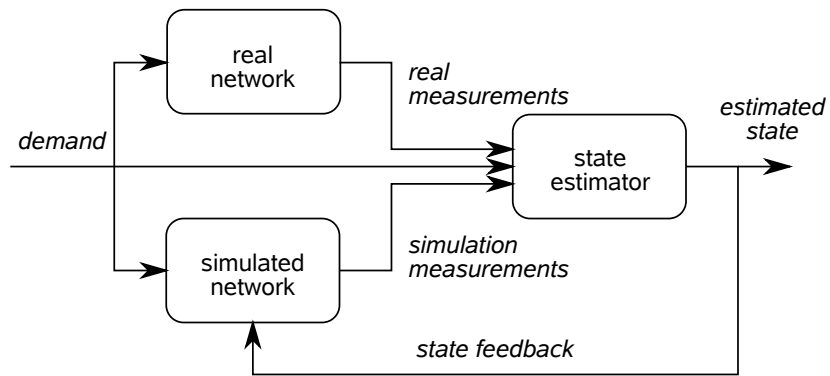 real
network
real
measurements
estimated
state
demand
state
estimator
simulated
network
simulation
measurements
state feedback